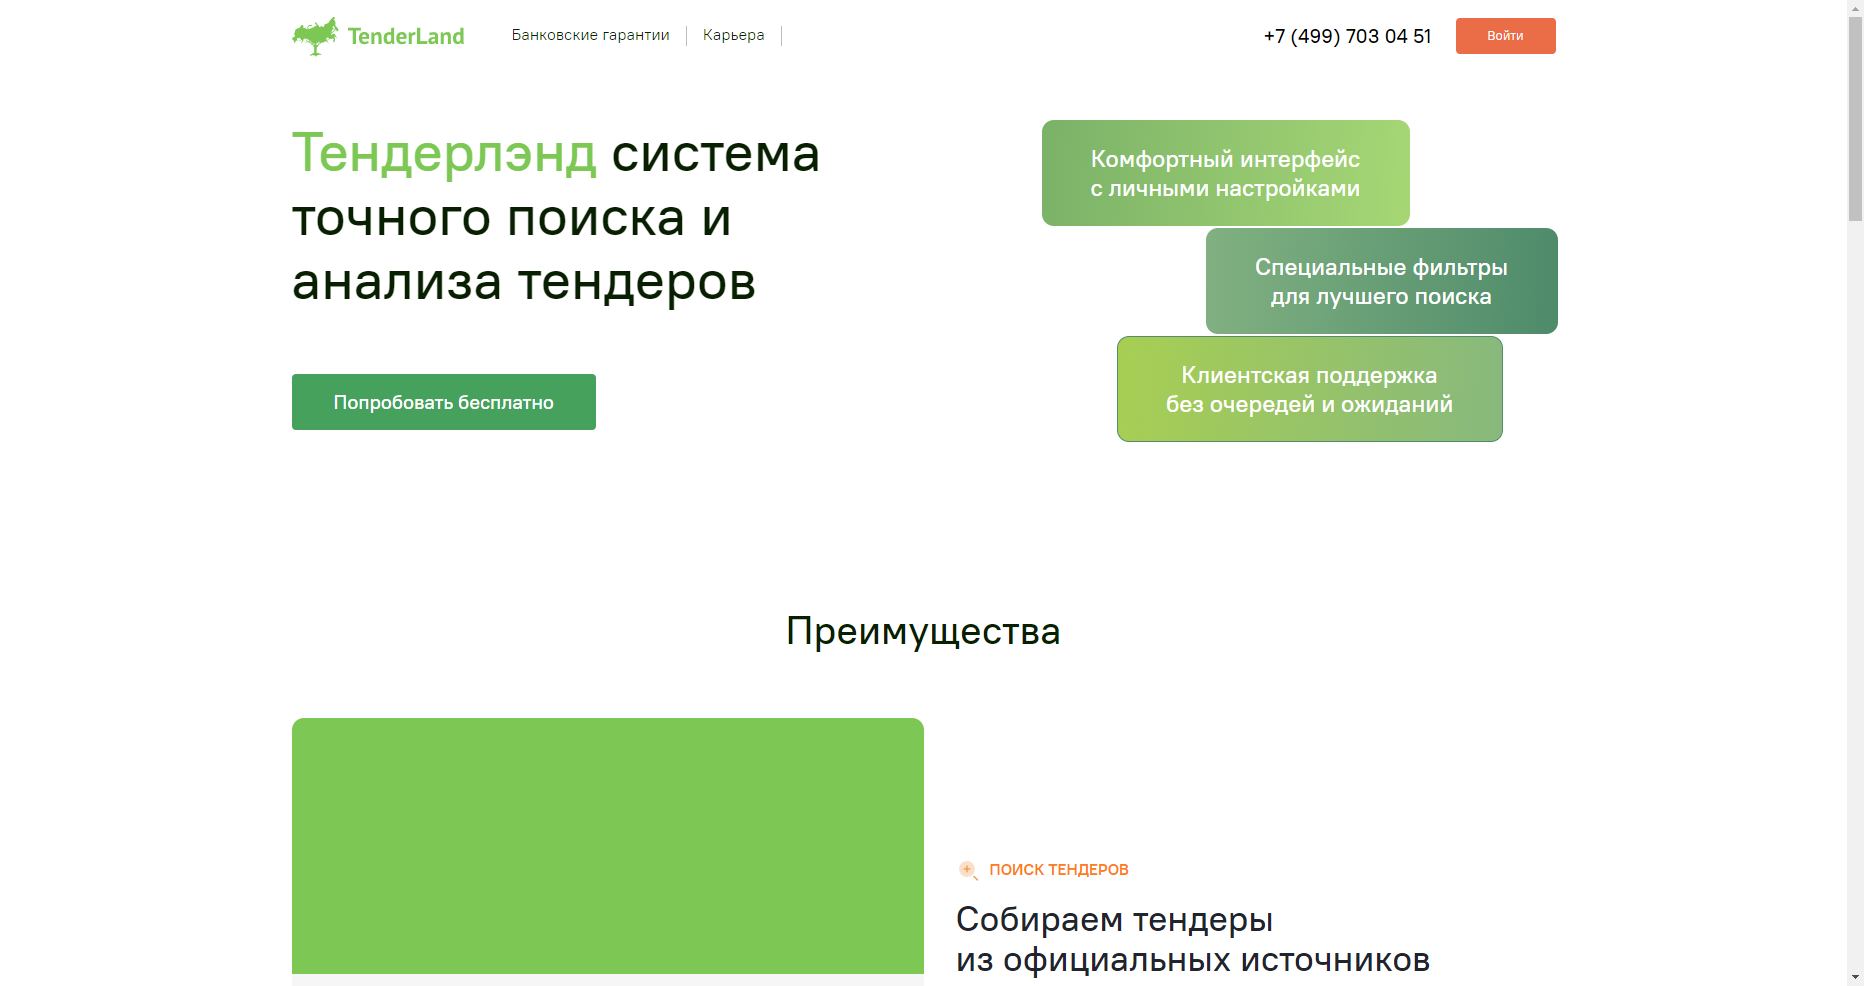 TenderLand
Банковские гарантии
Карьера
+7 (499) 703 04 51
Войти
Тендерлэнд система
точного поиска и
анализа тендеров
Попробовать бесплатно
Комфортный интерфейс
с личными настройками
Специальные фильтры
для лучшего поиска
Клиентская поддержка
без очередей и ожиданий
Преимущества
ПОИСК ТЕНДЕРОВ
Собираем тендеры
из официальных источников